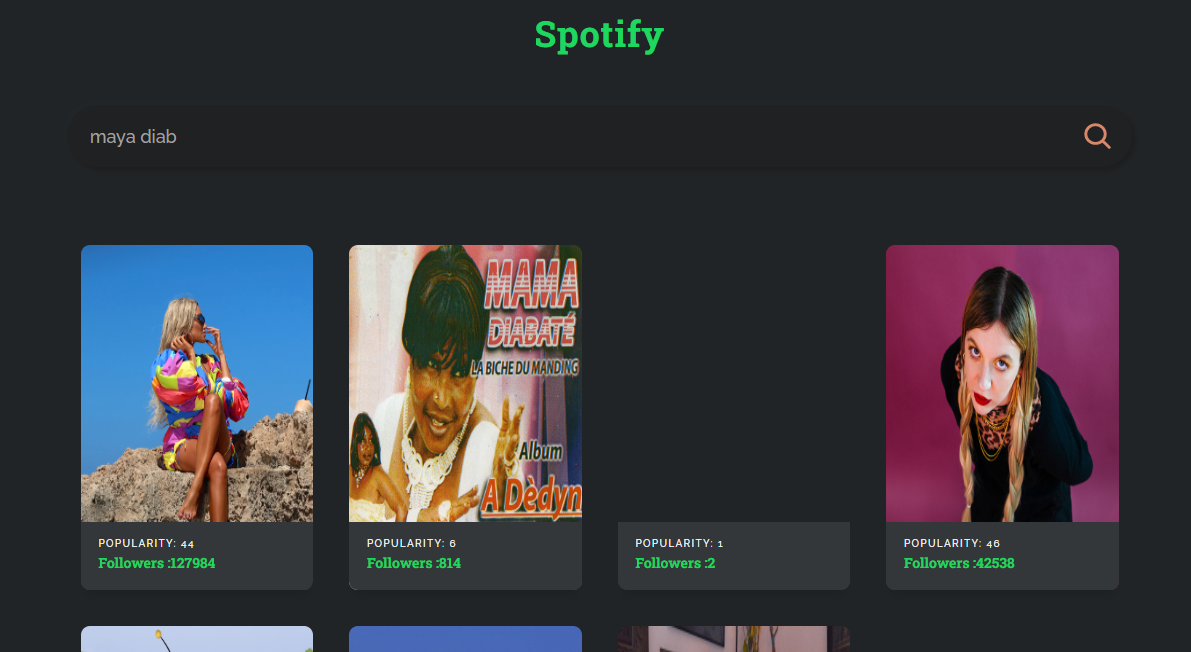 Spotify
maya diab
MAMA
DIABATÉ
LA BICHE DU MANDING
Album
A Dèdyn
POPULARITY: 44
Followers :127984
POPULARITY: 6
Followers :814
POPULARITY: 1
Followers :2
POPULARITY: 46
Followers :42538